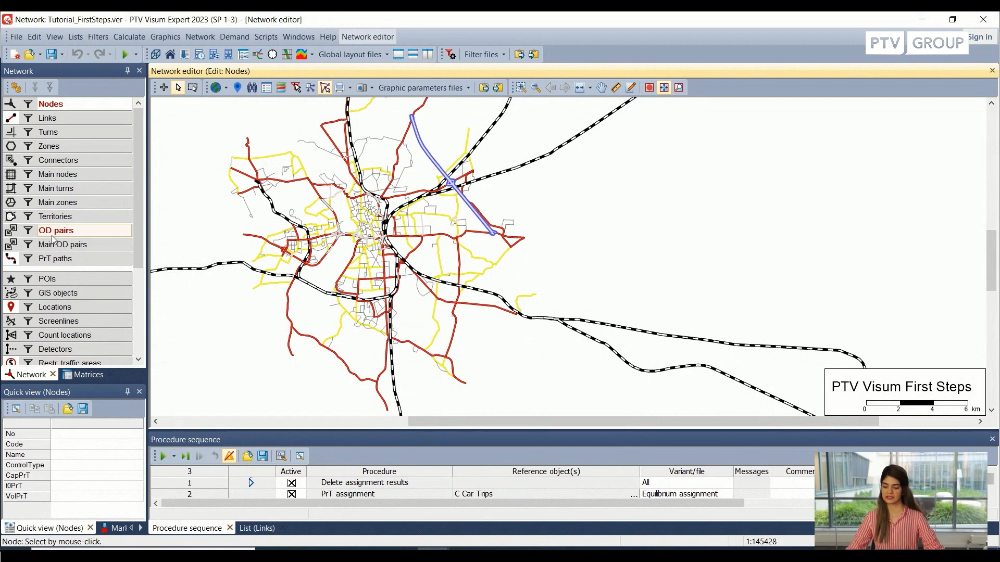 Network: Tutorial_FirstSteps.ver - PTV Visum Expert 2023 (SP 1-3) - [Network editor]
File Edit View Lists Filters Calculate Graphics Network Demand Scripts Windows Help Network editor
PTV GROUP
Sign in
Global layout files
Filter files
Network
Nodes
Links
Turns
Zones
Connectors
Main nodes
Main turns
Main zones
Territories
OD pairs
Main OD pairs
PrT paths
POIs
GIS objects
Locations
Screenlines
Count locations
Detectors
Restr. traffic areas
Network Matrices
Quick view (Nodes)
No
Code
Name
ControlType
CapPrT
t0PrT
VolPrT
Quick view (Nodes) Marl
Network editor (Edit: Nodes)
Graphic parameters files
PTV Visum First Steps
0 2 4 6 km
Procedure sequence
3 Active Procedure Reference object(s) Variant/file Messages Commer
1 Delete assignment results All
2 PrT assignment C Car Trips ... Equilibrium assignment
Procedure sequence List (Links)
Node: Select by mouse-click.
1:145428